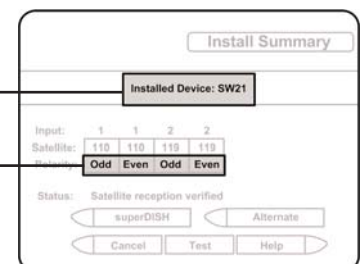 Install Summary
Installed Device: SW21
Input: 1 1 2 2
Satellite: 110 110 119 119
Polarity: Odd Even Odd Even
Status: Satellite reception verified
superDISH Alternate
Cancel Test Help